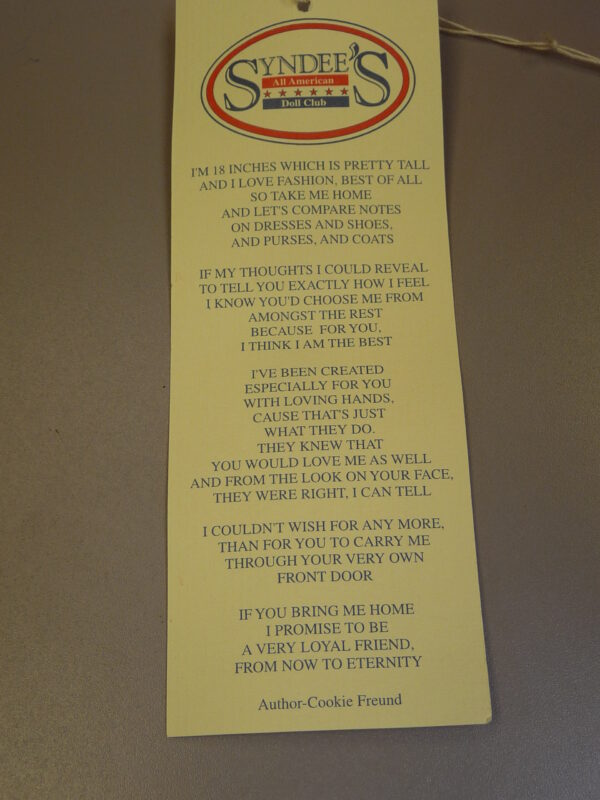 SYNDEE'S
All American
Doll Club
I'M 18 INCHES WHICH IS PRETTY TALL
AND I LOVE FASHION, BEST OF ALL
SO TAKE ME HOME
AND LET'S COMPARE NOTES
ON DRESSES AND SHOES,
AND PURSES, AND COATS
IF MY THOUGHTS I COULD REVEAL
TO TELL YOU EXACTLY HOW I FEEL
I KNOW YOU'D CHOOSE ME FROM
AMONGST THE REST
BECAUSE FOR YOU,
I THINK I AM THE BEST
I'VE BEEN CREATED
ESPECIALLY FOR YOU
WITH LOVING HANDS,
CAUSE THAT'S JUST
WHAT THEY DO.
THEY KNEW THAT
YOU WOULD LOVE ME AS WELL
AND FROM THE LOOK ON YOUR FACE,
THEY WERE RIGHT, I CAN TELL
I COULDN'T WISH FOR ANY MORE,
THAN FOR YOU TO CARRY ME
THROUGH YOUR VERY OWN
FRONT DOOR
IF YOU BRING ME HOME
I PROMISE TO BE
A VERY LOYAL FRIEND,
FROM NOW TO ETERNITY
Author-Cookie Freund